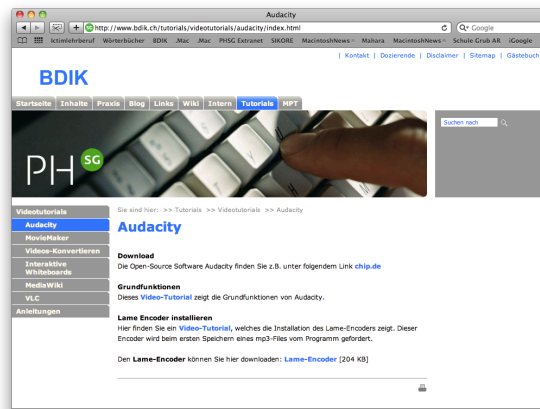 Audacity
http://www.bdik.ch/tutorials/videotutorials/audacity/index.html
Google
Ictimlehrberuf Wörterbücher BDIK .Mac .Mac PHSG Extranet SIKORE MacintoshNews Mahara MacintoshNews Schule Grub AR iGoogle
| Kontakt | Dozierende | Disclaimer | Sitemap | Gästebuch
BDIK
Startseite Inhalte Praxis Blog Links Wiki Intern Tutorials MPT
Suchen nach
PH SG
Videotutorials
Audacity
MovieMaker
Videos-Konvertieren
Interaktive
Whiteboards
MediaWiki
VLC
Anleitungen
Sie sind hier: >> Tutorials >> Videotutorials >> Audacity
Audacity
Download
Die Open-Source Software Audacity finden Sie z.B. unter folgendem Link chip.de
Grundfunktionen
Dieses Video-Tutorial zeigt die Grundfunktionen von Audacity.
Lame Encoder installieren
Hier finden Sie ein Video-Tutorial, welches die Installation des Lame-Encoders zeigt. Dieser
Encoder wird beim ersten Speichern eines mp3-Files vom Programm gefordert.
Den Lame-Encoder können Sie hier downloaden: Lame-Encoder [204 KB]